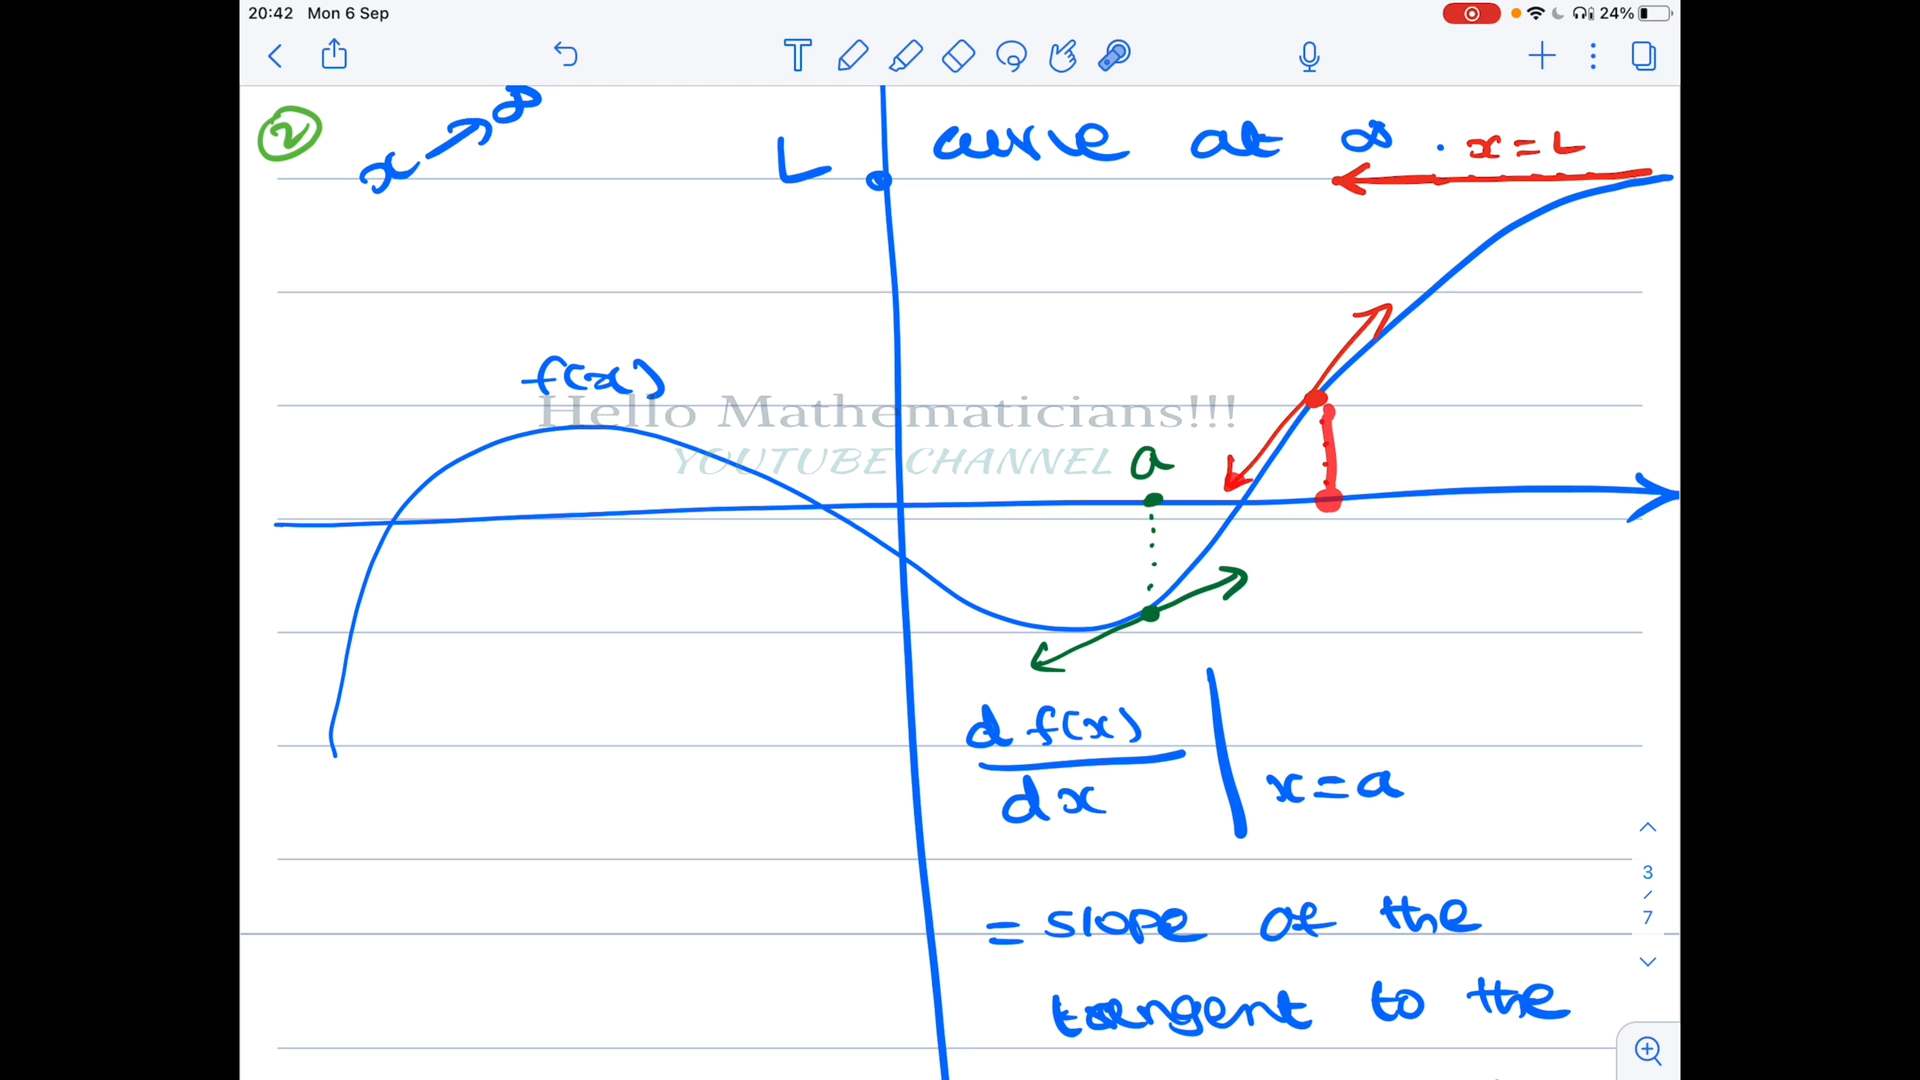 20:42 Mon 6 Sep
24%
2
x → ∞
L
curve at ∞.
x = L
f(x)
Hello Mathematicians!!!
YOUTUBE CHANNEL
a
d f(x)
dx
x = a
3
/
7
= slope of the
tangent to the